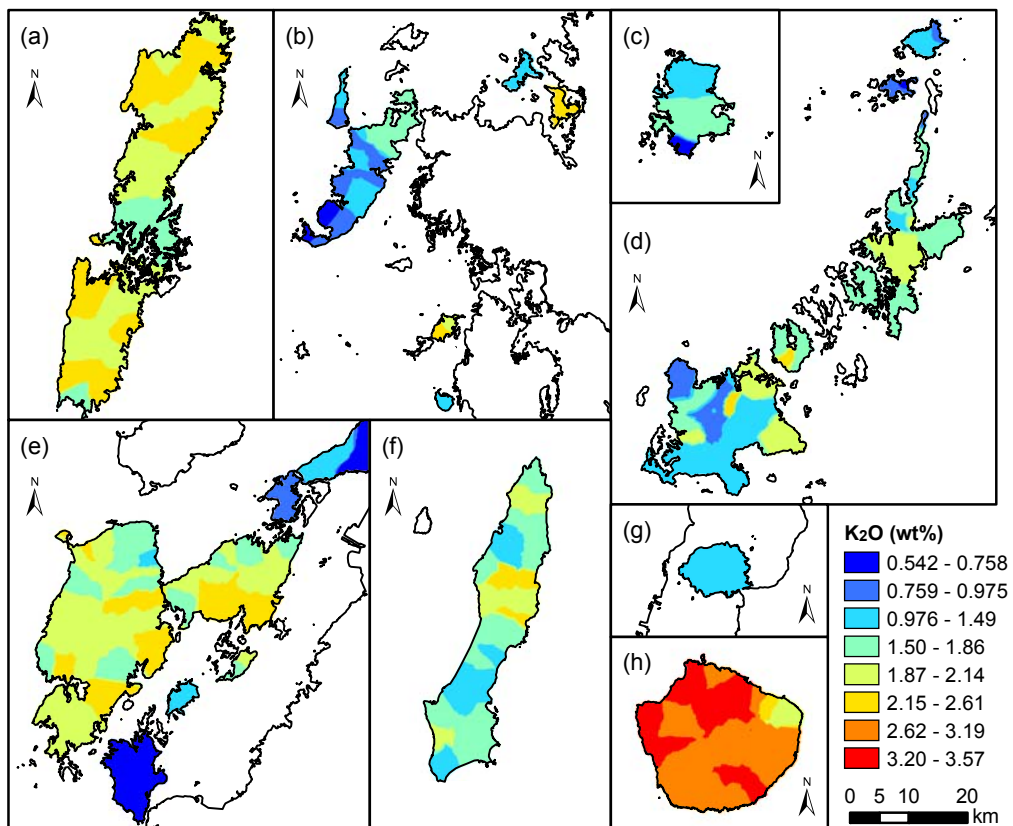 (a)
N
(b)
N
(c)
N
(d)
N
(e)
N
(f)
N
(g)
N
(h)
N
K2O (wt%)
0.542 - 0.758
0.759 - 0.975
0.976 - 1.49
1.50 - 1.86
1.87 - 2.14
2.15 - 2.61
2.62 - 3.19
3.20 - 3.57
0 5 10 20
km